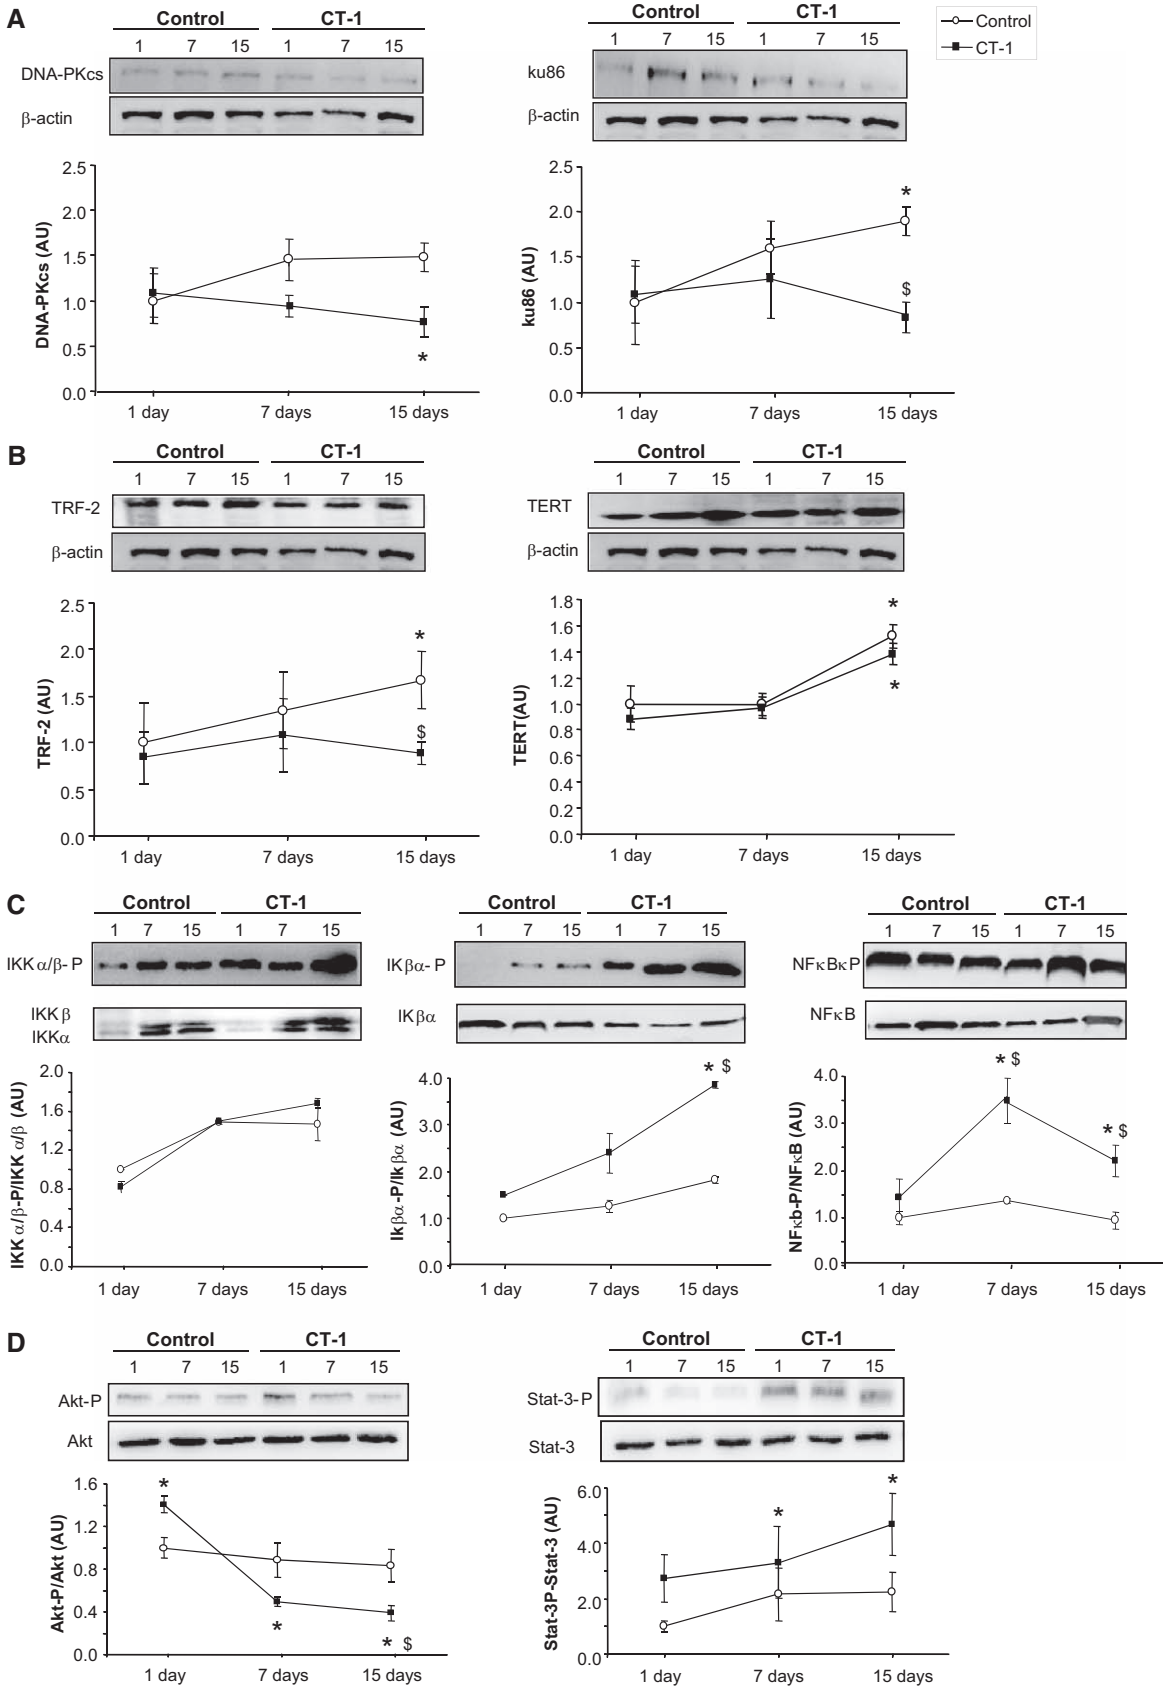 A
Control CT-1
1 7 15 1 7 15
DNA-PKcs
β-actin
2.5
2.0
1.5
1.0
0.5
0.0
DNA-PKcs (AU)
*
1 day 7 days 15 days
Control CT-1
1 7 15 1 7 15
ku86
β-actin
Control
CT-1
2.5
2.0
1.5
1.0
0.5
0.0
ku86 (AU)
*
$
1 day 7 days 15 days
B
Control CT-1
1 7 15 1 7 15
TRF-2
β-actin
2.5
2.0
1.5
1.0
0.5
0.0
TRF-2 (AU)
*
$
1 day 7 days 15 days
Control CT-1
1 7 15 1 7 15
TERT
β-actin
1.8
1.6
1.4
1.2
1.0
0.8
0.6
0.4
0.2
0.0
TERT(AU)
*
*
1 day 7 days 15 days
C
Control CT-1
1 7 15 1 7 15
IKK α/β- P
IKK β
IKKα
2.0
1.6
1.2
0.8
0.4
0.0
IKK α/β-P/IKK α/β (AU)
1 day 7 days 15 days
Control CT-1
1 7 15 1 7 15
IK βα- P
IK βα
4.0
3.0
2.0
1.0
0.0
Ik βα -P/Ik βα (AU)
* $
1 day 7 days 15 days
Control CT-1
1 7 15 1 7 15
NFκBκP
NFκB
4.0
3.0
2.0
1.0
0.0
NFκb-P/NFκB (AU)
* $
* $
1 day 7 days 15 days
D
Control CT-1
1 7 15 1 7 15
Akt-P
Akt
1.6
1.2
0.8
0.4
0.0
Akt-P/Akt (AU)
*
*
* $
1 day 7 days 15 days
Control CT-1
1 7 15 1 7 15
Stat-3-P
Stat-3
6.0
4.0
2.0
0.0
Stat-3P-Stat-3 (AU)
*
*
1 day 7 days 15 days